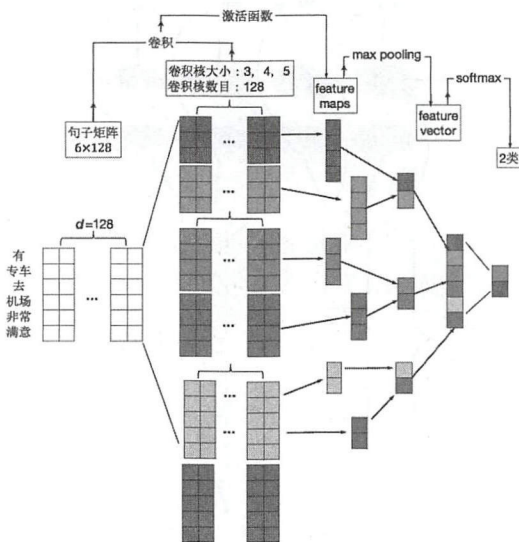 激活函数
卷积
max pooling
卷积核大小：3，4，5
卷积核数目：128
softmax
feature
maps
feature
vector
句子矩阵
6×128
2类
...
...
d=128
有
专车
去
机场
非常
满意
...
...
...
...
...